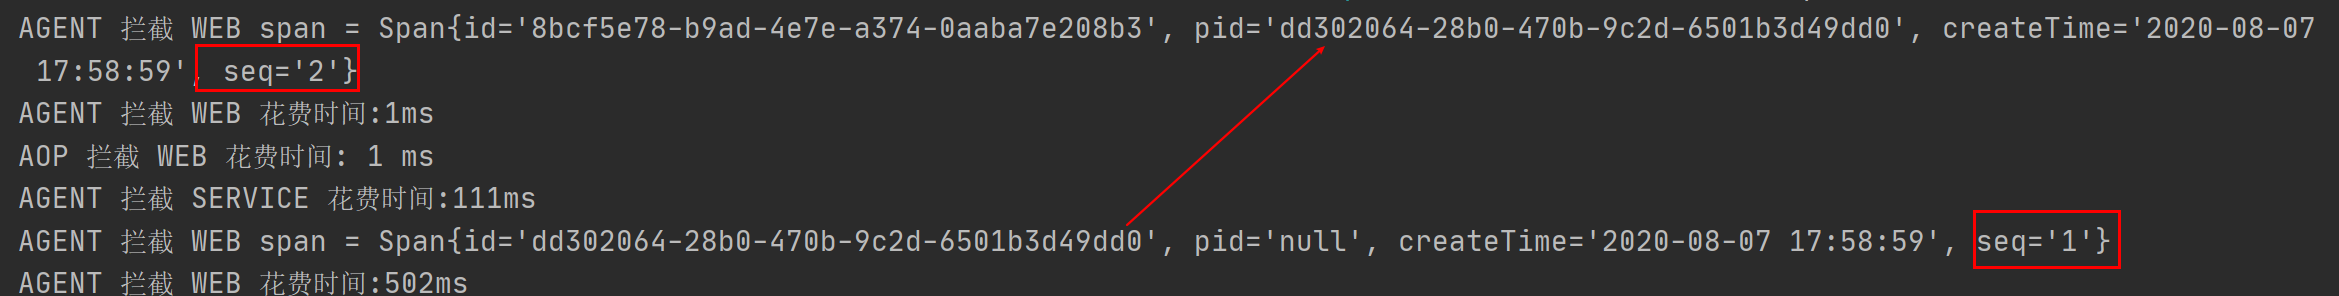 AGENT 拦截 WEB span = Span{id='8bcf5e78-b9ad-4e7e-a374-0aaba7e208b3', pid='dd302064-28b0-470b-9c2d-6501b3d49dd0', createTime='2020-08-07
17:58:59', seq='2'}
AGENT 拦截 WEB 花费时间:1ms
AOP 拦截 WEB 花费时间: 1 ms
AGENT 拦截 SERVICE 花费时间:111ms
AGENT 拦截 WEB span = Span{id='dd302064-28b0-470b-9c2d-6501b3d49dd0', pid='null', createTime='2020-08-07 17:58:59', seq='1'}
AGENT 拦截 WEB 花费时间:502ms